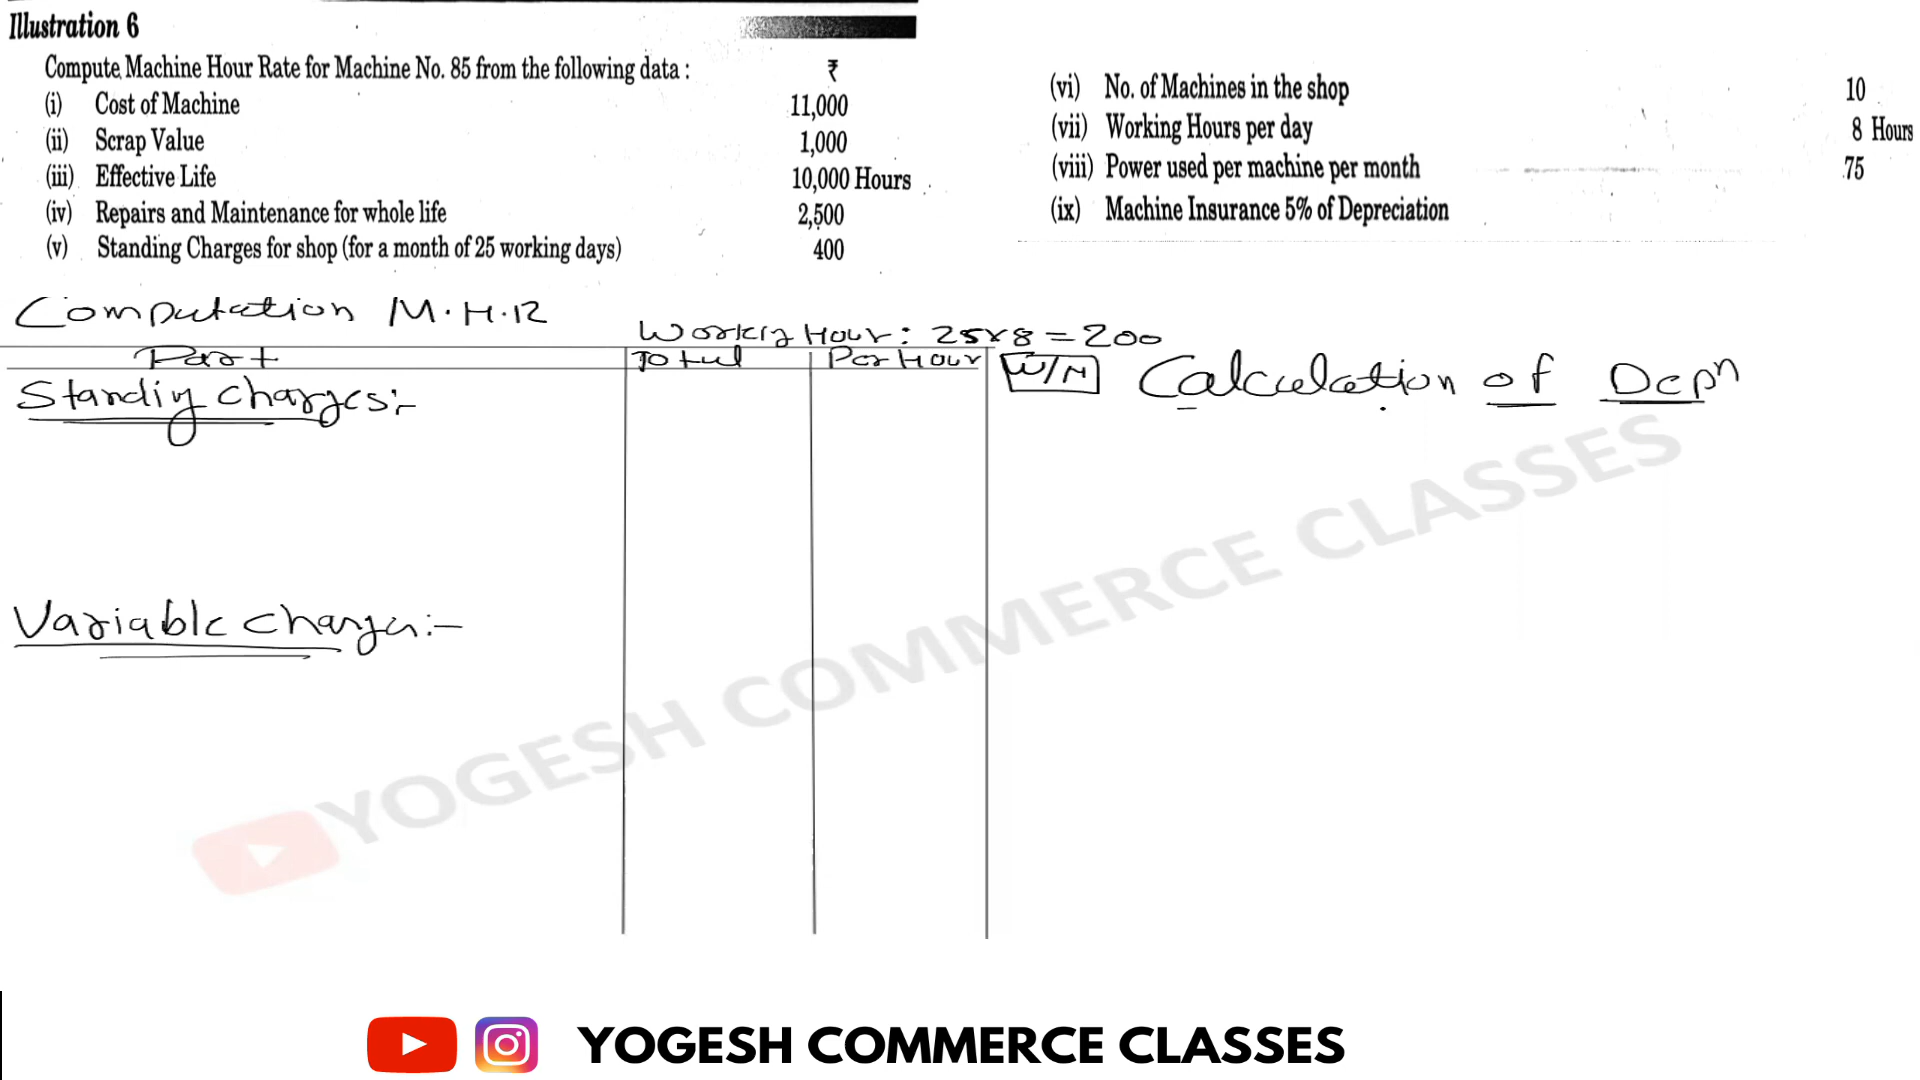 Illustration 6
Compute Machine Hour Rate for Machine No. 85 from the following data : ₹
(i) Cost of Machine 11,000
(ii) Scrap Value 1,000
(iii) Effective Life 10,000 Hours
(iv) Repairs and Maintenance for whole life 2,500
(v) Standing Charges for shop (for a month of 25 working days) 400
(vi) No. of Machines in the shop 10
(vii) Working Hours per day 8 Hours
(viii) Power used per machine per month 75
(ix) Machine Insurance 5% of Depreciation
Computation M.H.R
Working Hour: 25×8 = 200
Part Total Per Hour
W/N Calculation of Depn
Standing charges:-
Variable charges:-
YOGESH COMMERCE CLASSES
YOGESH COMMERCE CLASSES